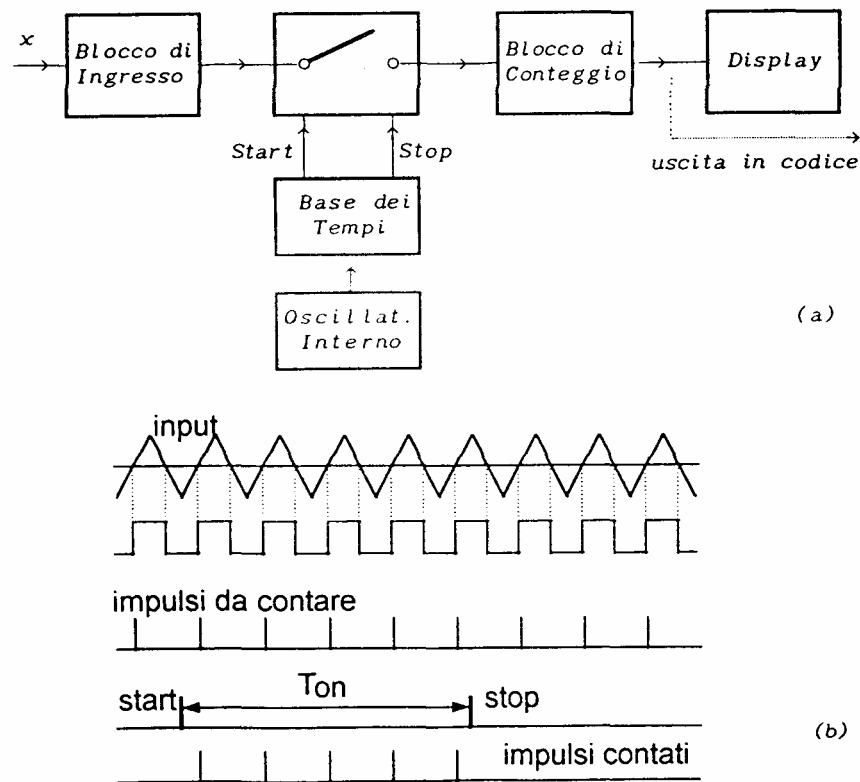 x
Blocco di
Ingresso
Blocco di
Conteggio
Display
Start
Stop
uscita in codice
Base dei
Tempi
Oscillat.
Interno
(a)
input
impulsi da contare
start
Ton
stop
(b)
impulsi contati